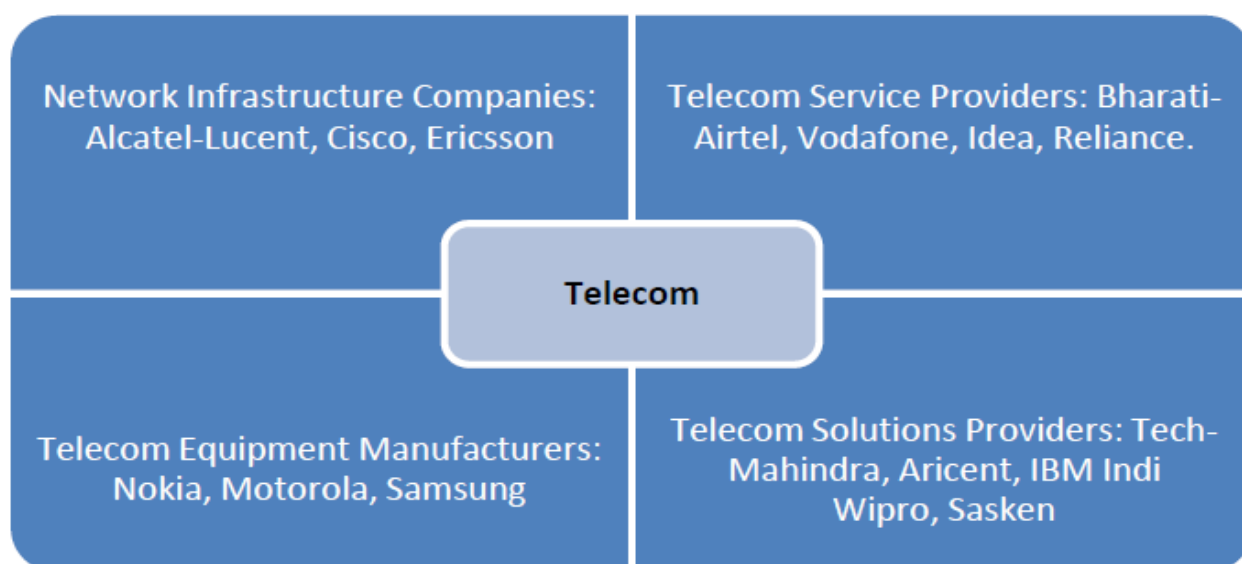 Network Infrastructure Companies:
Alcatel-Lucent, Cisco, Ericsson
Telecom Service Providers: Bharati-
Airtel, Vodafone, Idea, Reliance.
Telecom
Telecom Equipment Manufacturers:
Nokia, Motorola, Samsung
Telecom Solutions Providers: Tech-
Mahindra, Aricent, IBM Indi
Wipro, Sasken